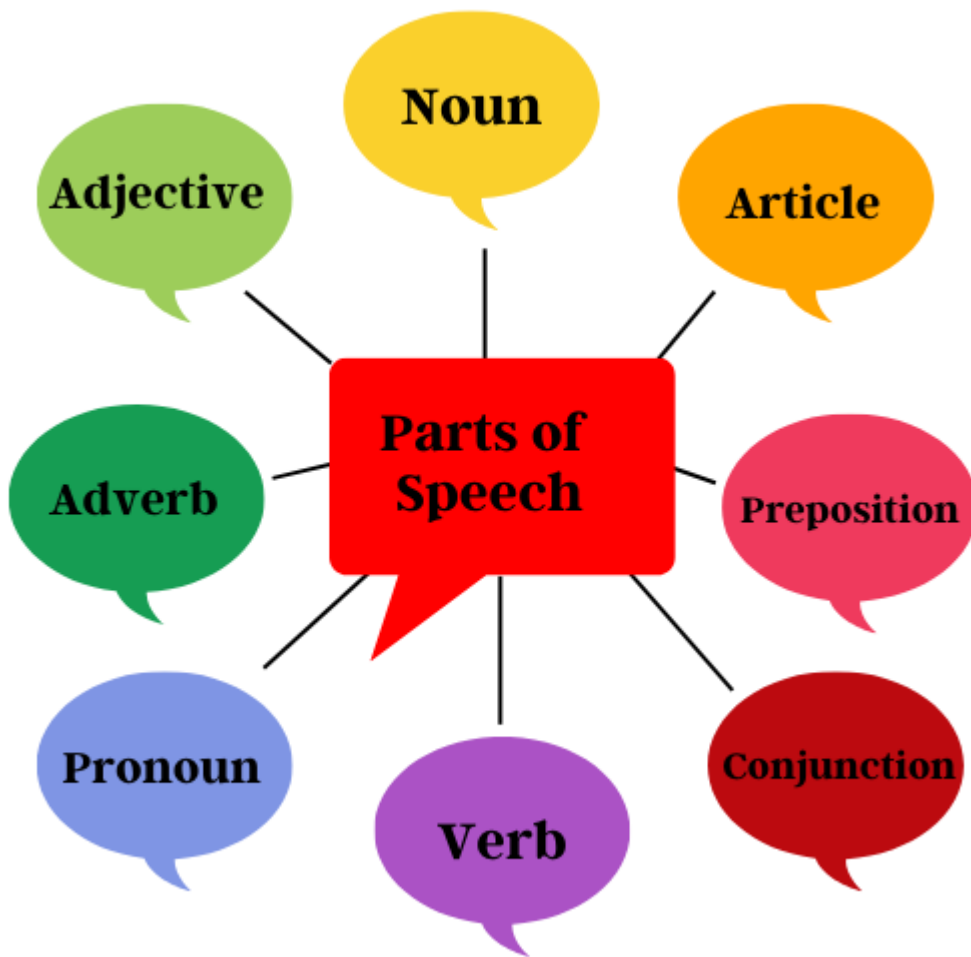 Noun
Adjective
Article
Parts of
Speech
Adverb
Preposition
Pronoun
Conjunction
Verb